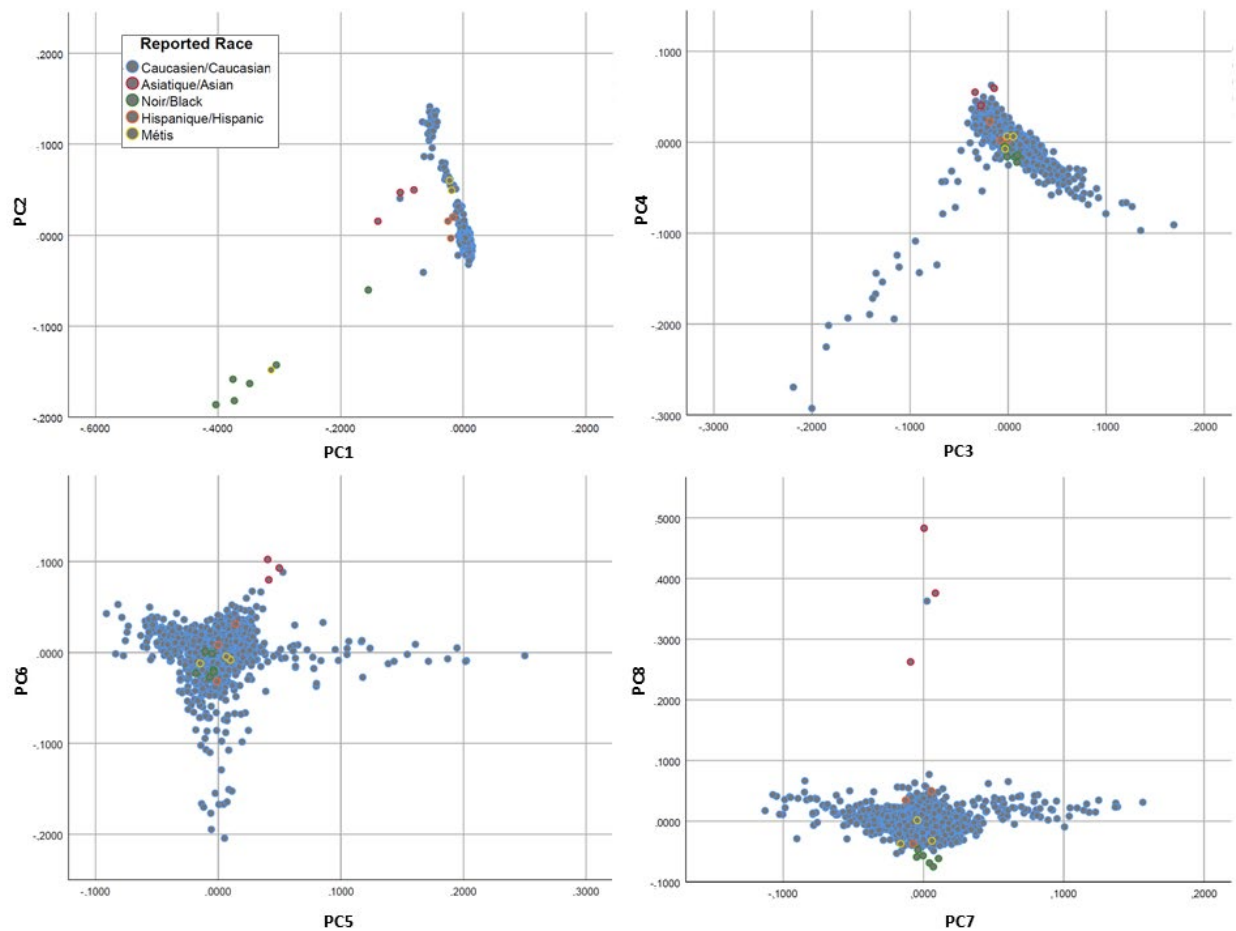 .2000
.1000
.0000
-.1000
-.2000
PC2
Reported Race
Caucasien/Caucasian
Asiatique/Asian
Noir/Black
Hispanique/Hispanic
Métis
-.6000 -.4000 -.2000 .0000 .2000
PC1
.1000
.0000
-.1000
-.2000
-.3000
PC4
-.3000 -.2000 -.1000 .0000 .1000 .2000
PC3
.1000
.0000
-.1000
-.2000
PC6
-.1000 .0000 .1000 .2000 .3000
PC5
,5000
,4000
,3000
,2000
,1000
,0000
-,1000
PC8
-,1000 ,0000 ,1000 ,2000
PC7